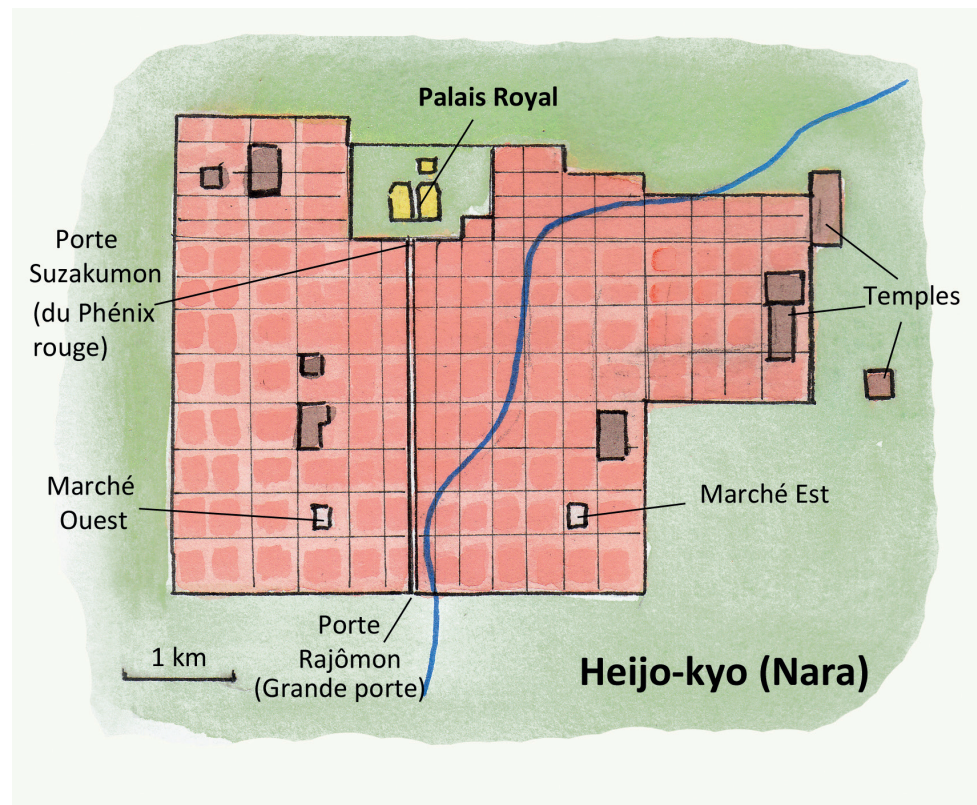 Palais Royal
Porte
Suzakumon
(du Phénix
rouge)
Temples
Marché
Ouest
Marché Est
Porte
Rajômon
(Grande porte)
1 km
Heijo-kyo (Nara)